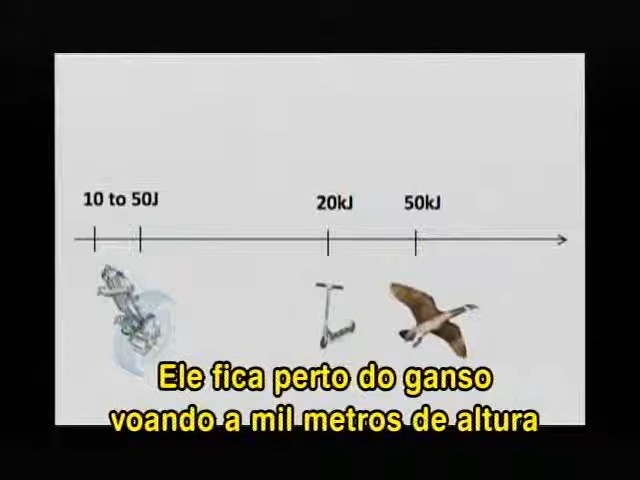 10 to 50J 20kJ 50kJ
Ele fica perto do ganso
voando a mil metros de altura